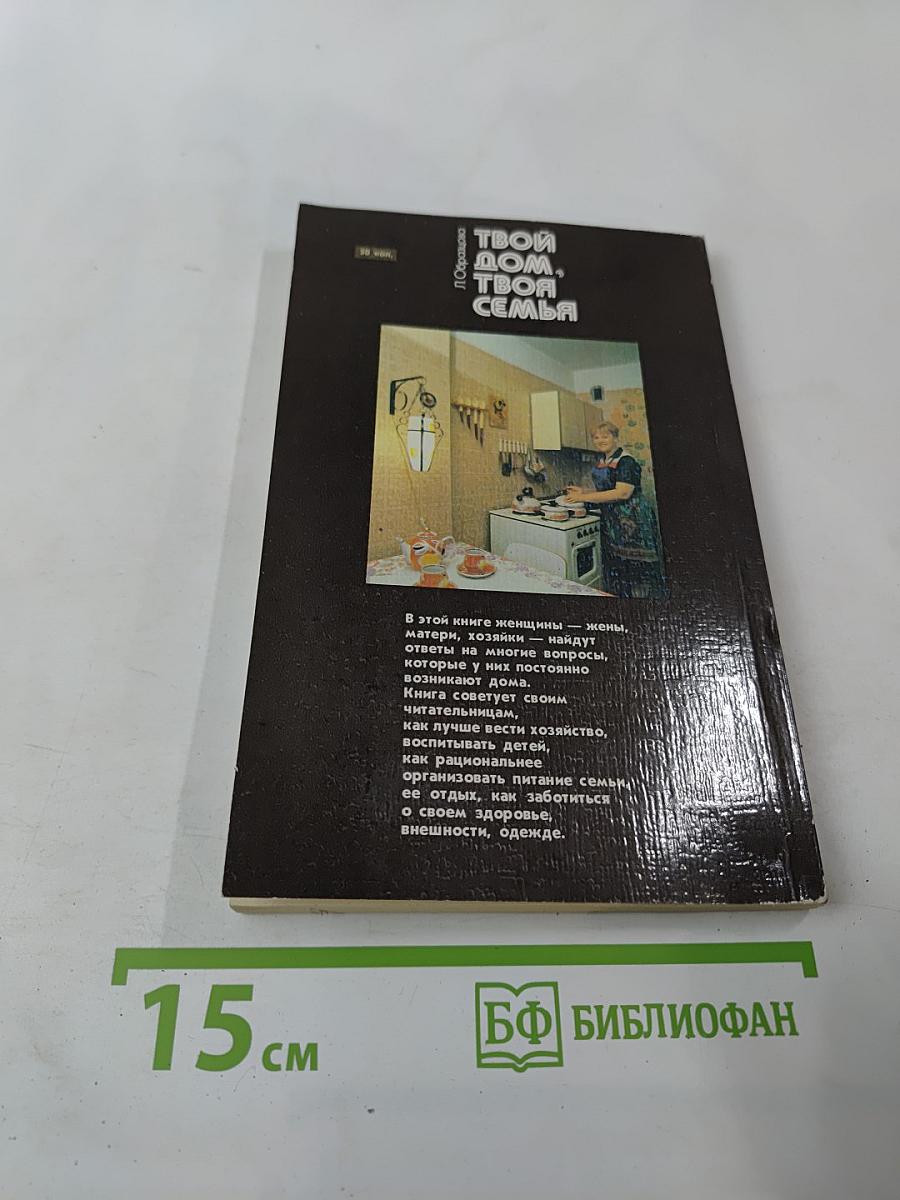 Л. Образцова
ТВОЙ
ДОМ,
ТВОЯ
СЕМЬЯ
коп.
В этой книге женщины — жены,
матери, хозяйки — найдут
ответы на многие вопросы,
которые у них постоянно
возникают дома.
Книга советует своим
читательницам,
как лучше вести хозяйство,
воспитывать детей,
как рациональнее
организовать питание семьи,
ее отдых, как заботиться
о своем здоровье,
внешности, одежде.
15 см
БФ БИБЛИОФАН